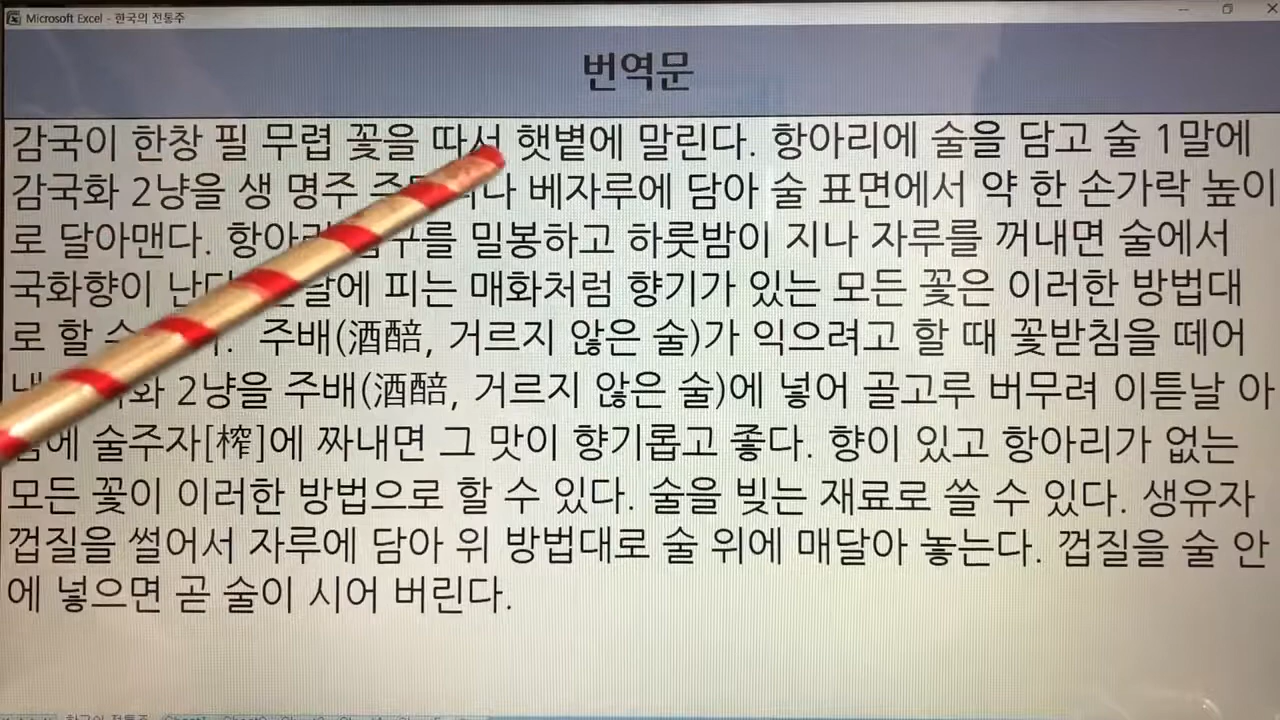 Microsoft Excel - 한국의 전통주
번역문
감국이 한창 필 무렵 꽃을 따서 햇볕에 말린다. 항아리에 술을 담고 술 1말에
감국화 2냥을 생 명주 베자루에 담아 술 표면에서 약 한 손가락 높이
로 달아맨다. 밀봉하고 하룻밤이 지나 자루를 꺼내면 술에서
국화향이 피는 매화처럼 향기가 있는 모든 꽃은 이러한 방법대
로 할 주배(酒醅, 거르지 않은 술)가 익으려고 할 때 꽃받침을 떼어
2냥을 주배(酒醅, 거르지 않은 술)에 넣어 골고루 버무려 이튿날 아
술주자[榨]에 짜내면 그 맛이 향기롭고 좋다. 향이 있고 항아리가 없는
모든 꽃이 이러한 방법으로 할 수 있다. 술을 빚는 재료로 쓸 수 있다. 생유자
껍질을 썰어서 자루에 담아 위 방법대로 술 위에 매달아 놓는다. 껍질을 술 안
에 넣으면 곧 술이 시어 버린다.